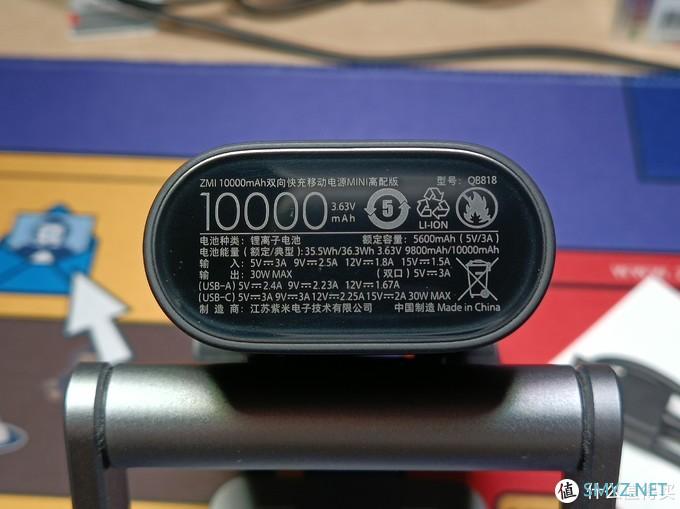 ZMI 10000mAh双向快充移动电源MINI高配版 型号：QB818
10000 3.63V mAh 5 LI-ION
电池种类：锂离子电池 额定容量：5600mAh（5V/3A）
电池能量（额定/典型）：35.5Wh/36.3Wh 3.63V 9800mAh/10000mAh
输 入：5V⎓3A 9V⎓2.5A 12V⎓1.8A 15V⎓1.5A
输 出：30W MAX （双口）5V⎓3A
(USB-A) 5V⎓2.4A 9V⎓2.23A 12V⎓1.67A
(USB-C) 5V⎓3A 9V⎓3A 12V⎓2.25A 15V⎓2A 30W MAX
制 造 商：江苏紫米电子技术有限公司 中国制造 Made in China
值 SMXZ.NET